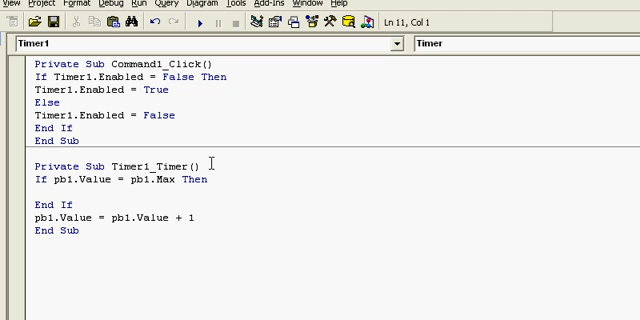 View Project Format Debug Run Query Diagram Tools Add-Ins Window Help
Ln 11, Col 1
Timer1 Timer
Private Sub Command1_Click()
If Timer1.Enabled = False Then
Timer1.Enabled = True
Else
Timer1.Enabled = False
End If
End Sub
Private Sub Timer1_Timer()
If pb1.Value = pb1.Max Then
End If
pb1.Value = pb1.Value + 1
End Sub